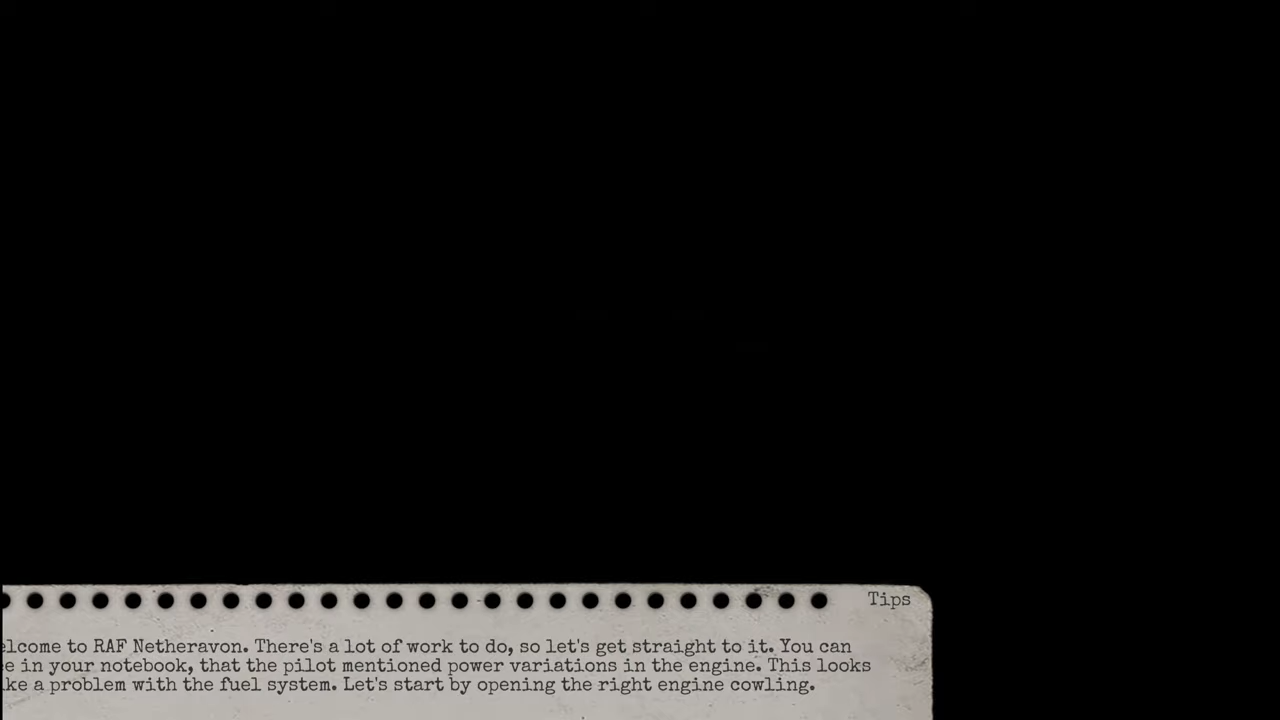 Tips
elcome to RAF Netheravon. There's a lot of work to do, so let's get straight to it. You can
e in your notebook, that the pilot mentioned power variations in the engine. This looks
ke a problem with the fuel system. Let's start by opening the right engine cowling.